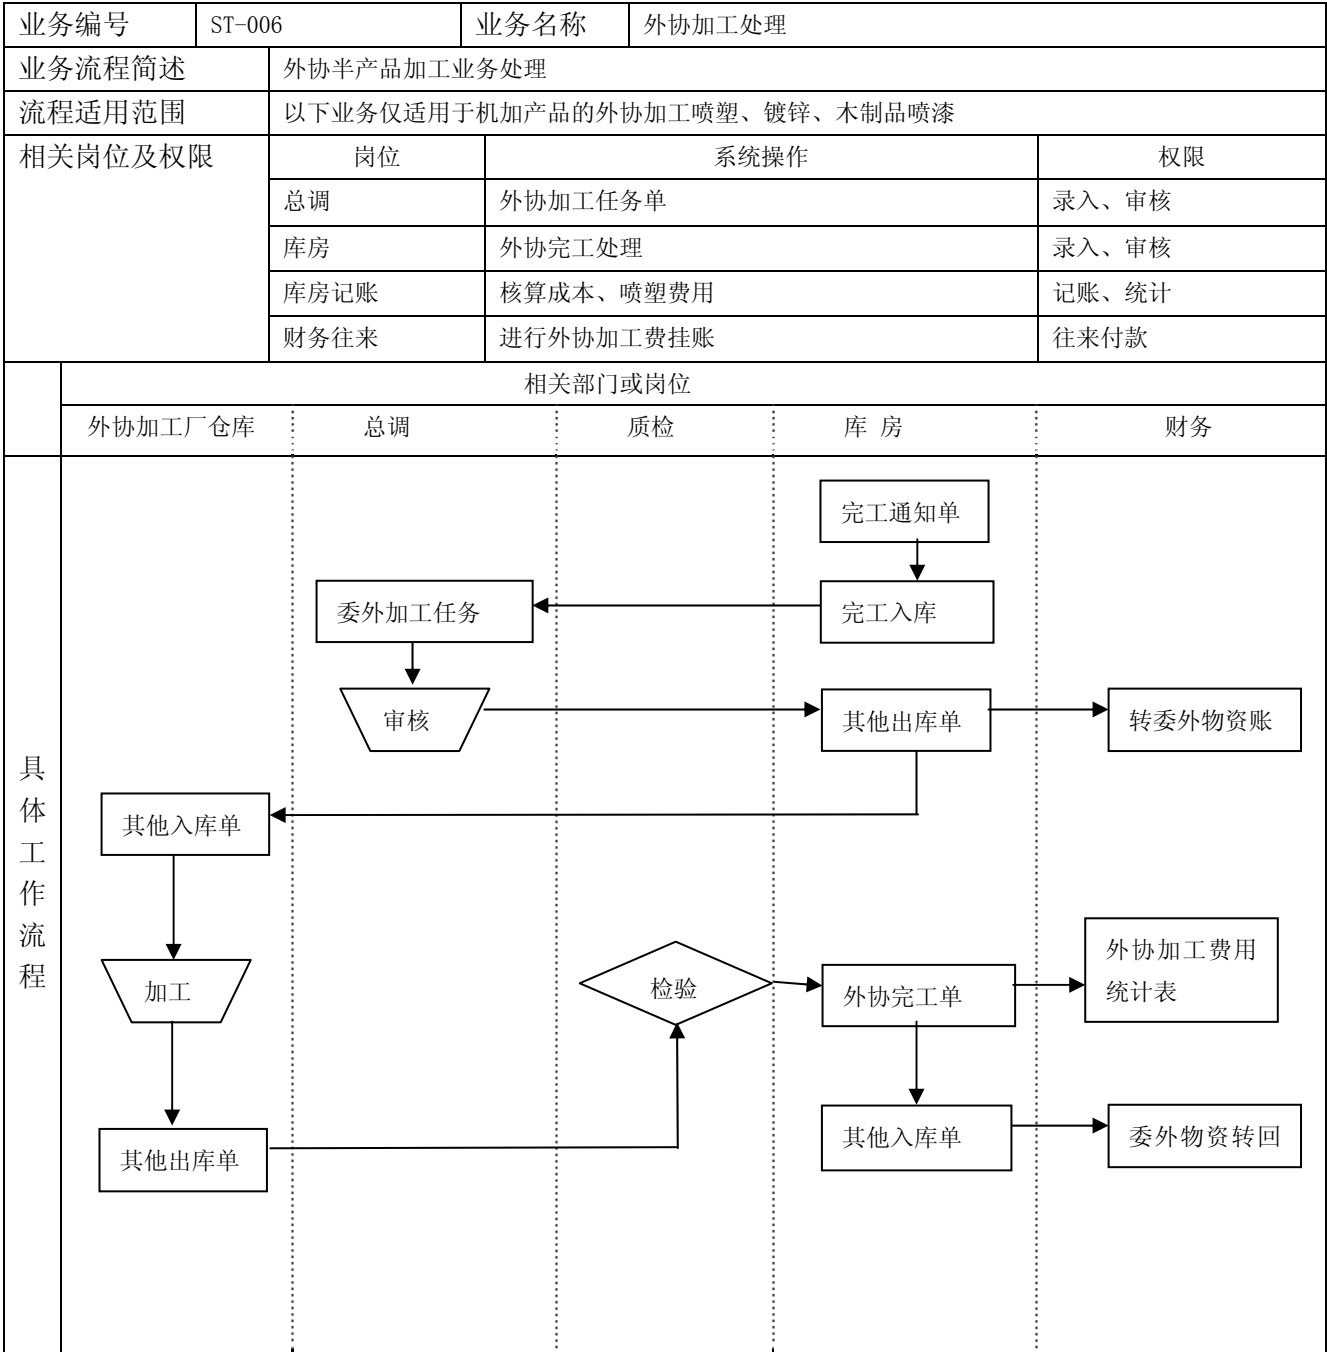 业务编号 ST-006 业务名称 外协加工处理
业务流程简述 外协半产品加工业务处理
流程适用范围 以下业务仅适用于机加产品的外协加工喷塑、镀锌、木制品喷漆
相关岗位及权限 岗位 系统操作 权限
总调 外协加工任务单 录入、审核
库房 外协完工处理 录入、审核
库房记账 核算成本、喷塑费用 记账、统计
财务往来 进行外协加工费挂账 往来付款
相关部门或岗位
外协加工厂仓库 总调 质检 库 房 财务
具体工作流程
完工通知单
委外加工任务 完工入库
审核 其他出库单 转委外物资账
其他入库单
加工 检验 外协完工单 外协加工费用
统计表
其他出库单 其他入库单 委外物资转回